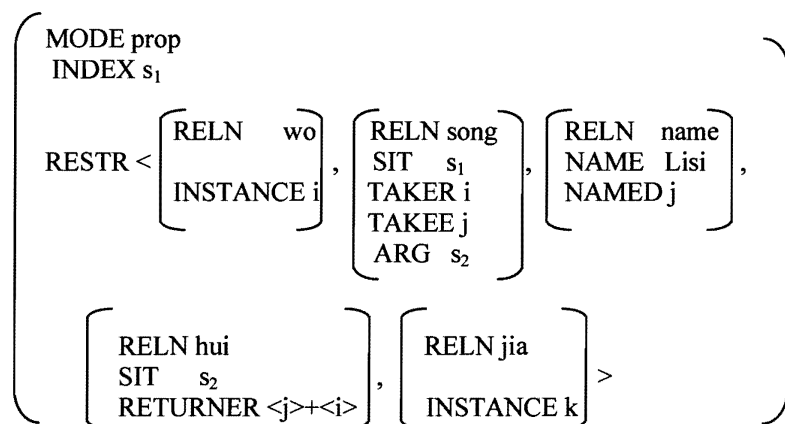 MODE prop
INDEX s₁
RELN wo RELN song RELN name
SIT s₁ NAME Lisi
RESTR < , , ,
INSTANCE i TAKER i NAMED j
TAKEE j
ARG s₂
RELN hui RELN jia
SIT s₂ , >
RETURNER <j>+<i> INSTANCE k